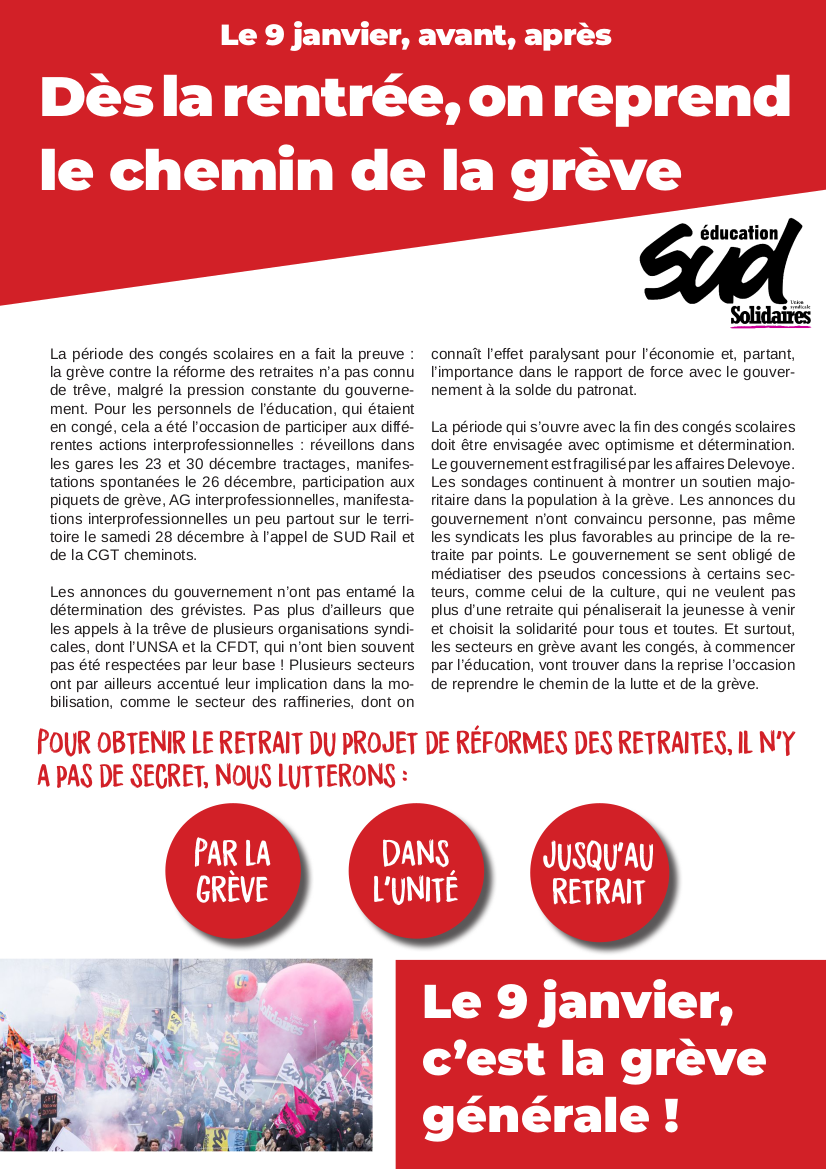 Le 9 janvier, avant, après
Dès la rentrée, on reprend
le chemin de la grève
éducation
Sud
Union
syndicale
Solidaires
La période des congés scolaires en a fait la preuve :
la grève contre la réforme des retraites n'a pas connu
de trêve, malgré la pression constante du gouverne-
ment. Pour les personnels de l'éducation, qui étaient
en congé, cela a été l'occasion de participer aux diffé-
rentes actions interprofessionnelles : réveillons dans
les gares les 23 et 30 décembre tractages, manifes-
tations spontanées le 26 décembre, participation aux
piquets de grève, AG interprofessionnelles, manifesta-
tions interprofessionnelles un peu partout sur le terri-
toire le samedi 28 décembre à l'appel de SUD Rail et
de la CGT cheminots.
Les annonces du gouvernement n'ont pas entamé la
détermination des grévistes. Pas plus d'ailleurs que
les appels à la trêve de plusieurs organisations syndi-
cales, dont l'UNSA et la CFDT, qui n'ont bien souvent
pas été respectées par leur base ! Plusieurs secteurs
ont par ailleurs accentué leur implication dans la mo-
bilisation, comme le secteur des raffineries, dont on
connaît l'effet paralysant pour l'économie et, partant,
l'importance dans le rapport de force avec le gouver-
nement à la solde du patronat.
La période qui s'ouvre avec la fin des congés scolaires
doit être envisagée avec optimisme et détermination.
Le gouvernement est fragilisé par les affaires Delevoye.
Les sondages continuent à montrer un soutien majo-
ritaire dans la population à la grève. Les annonces du
gouvernement n'ont convaincu personne, pas même
les syndicats les plus favorables au principe de la re-
traite par points. Le gouvernement se sent obligé de
médiatiser des pseudos concessions à certains sec-
teurs, comme celui de la culture, qui ne veulent pas
plus d'une retraite qui pénaliserait la jeunesse à venir
et choisit la solidarité pour tous et toutes. Et surtout,
les secteurs en grève avant les congés, à commencer
par l'éducation, vont trouver dans la reprise l'occasion
de reprendre le chemin de la lutte et de la grève.
POUR OBTENIR LE RETRAIT DU PROJET DE RÉFORMES DES RETRAITES, IL N'Y
A PAS DE SECRET, NOUS LUTTERONS :
PAR LA
GRÈVE
DANS
L'UNITÉ
JUSQU'AU
RETRAIT
Solidaires
Le 9 janvier,
c'est la grève
générale !